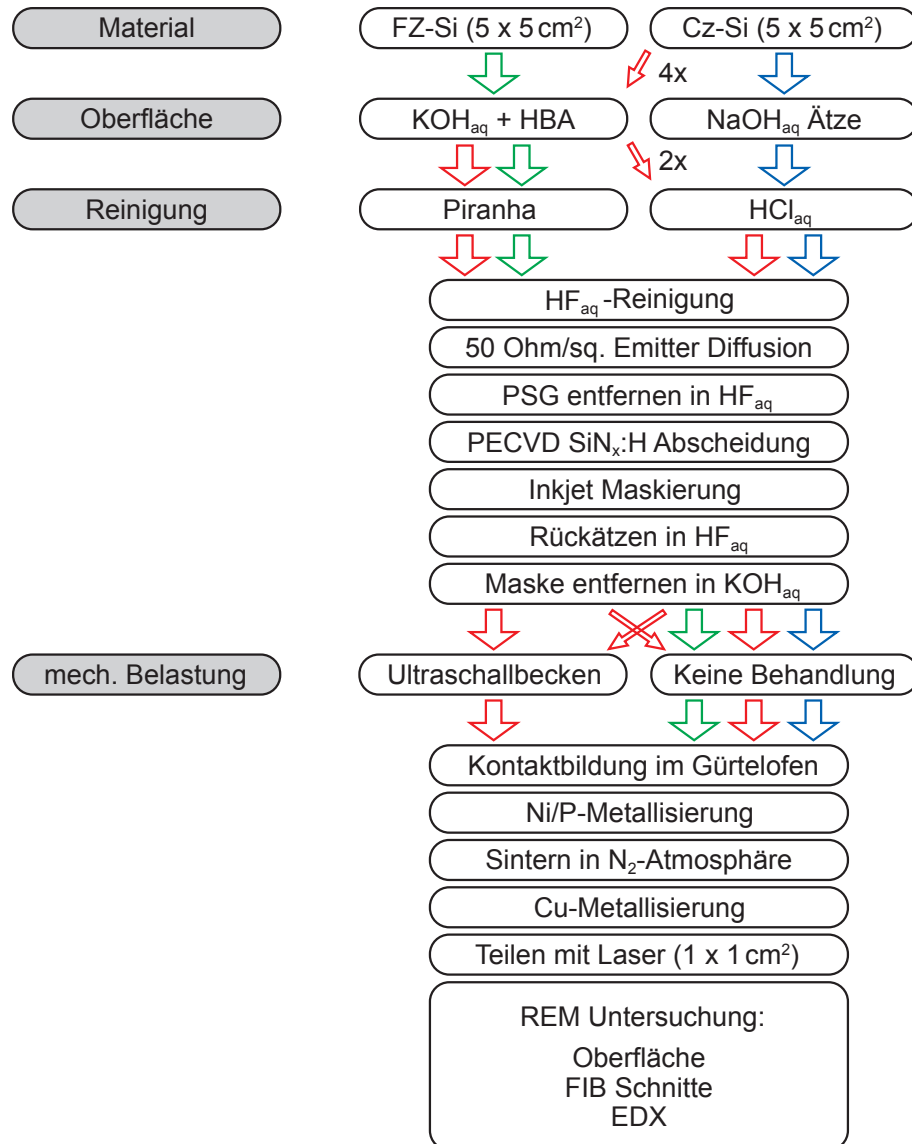 Material
FZ-Si (5 x 5 cm²)
Cz-Si (5 x 5 cm²)
4x
Oberfläche
KOHaq + HBA
NaOHaq Ätze
2x
Reinigung
Piranha
HClaq
HFaq-Reinigung
50 Ohm/sq. Emitter Diffusion
PSG entfernen in HFaq
PECVD SiNx:H Abscheidung
Inkjet Maskierung
Rückätzen in HFaq
Maske entfernen in KOHaq
mech. Belastung
Ultraschallbecken
Keine Behandlung
Kontaktbildung im Gürtelofen
Ni/P-Metallisierung
Sintern in N₂-Atmosphäre
Cu-Metallisierung
Teilen mit Laser (1 x 1 cm²)
REM Untersuchung:
Oberfläche
FIB Schnitte
EDX